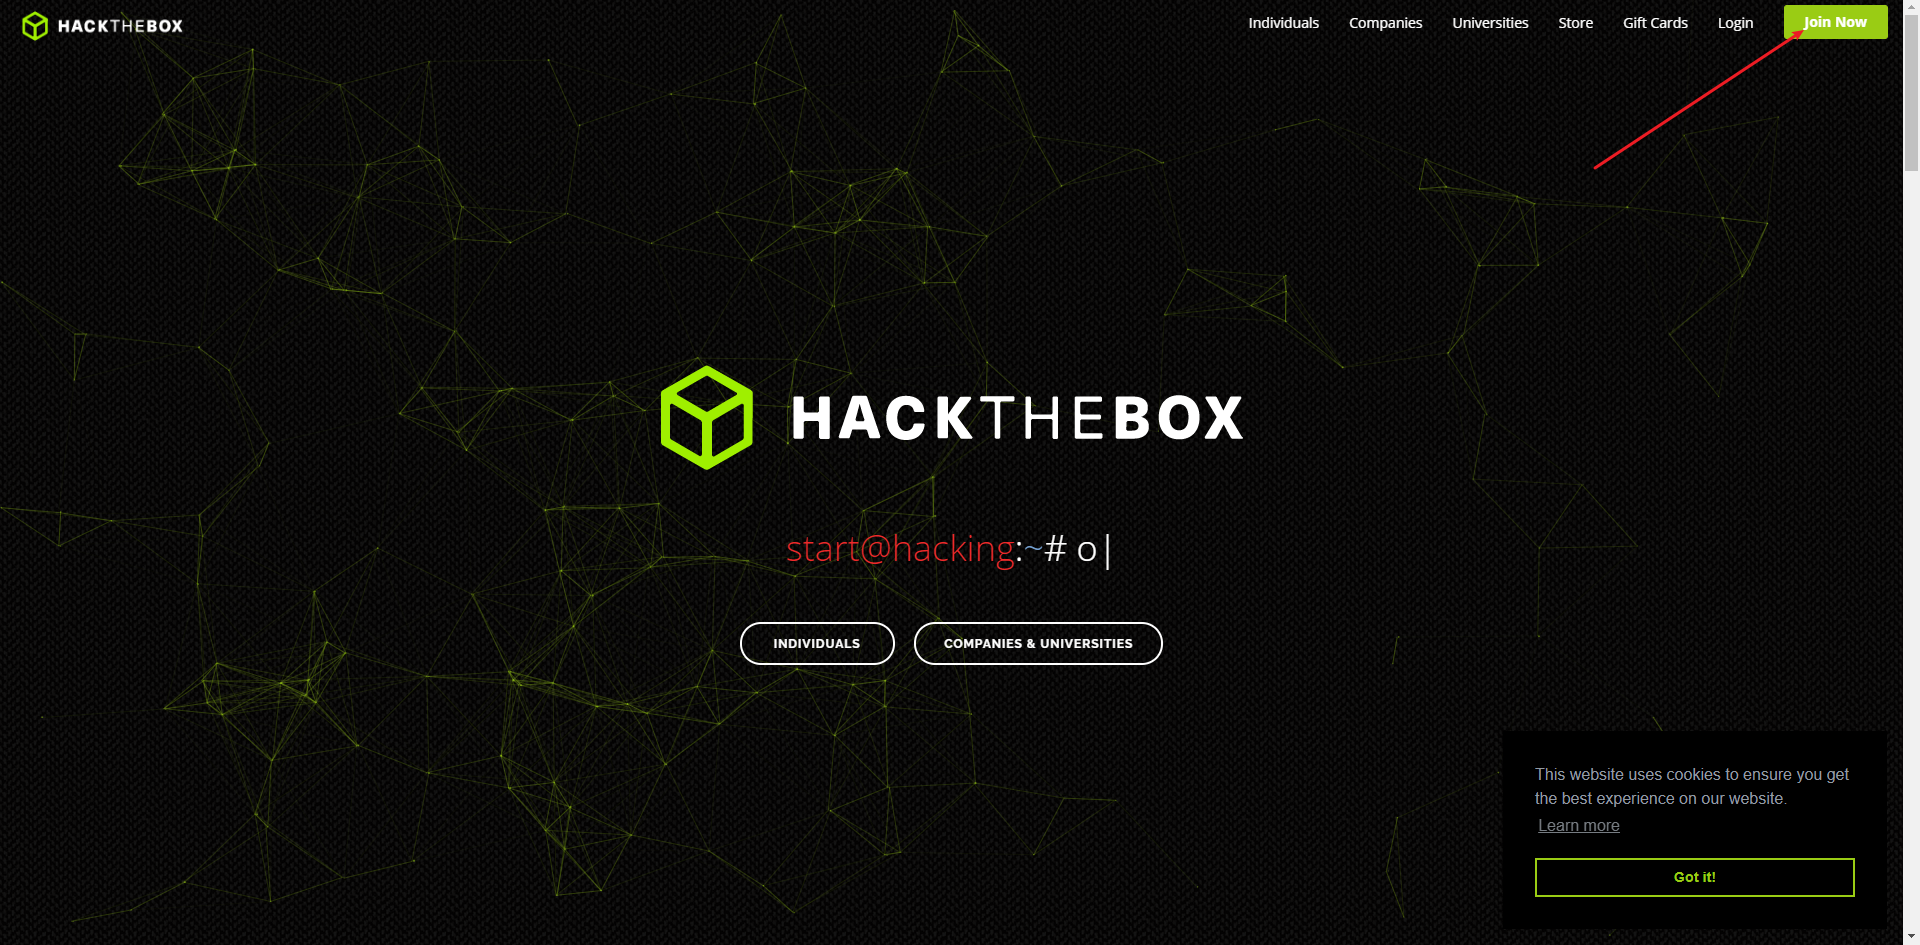 HACKTHEBOX
Individuals
Companies
Universities
Store
Gift Cards
Login
Join Now
HACKTHEBOX
start@hacking:~# o|
INDIVIDUALS
COMPANIES & UNIVERSITIES
This website uses cookies to ensure you get
the best experience on our website.
Learn more
Got it!